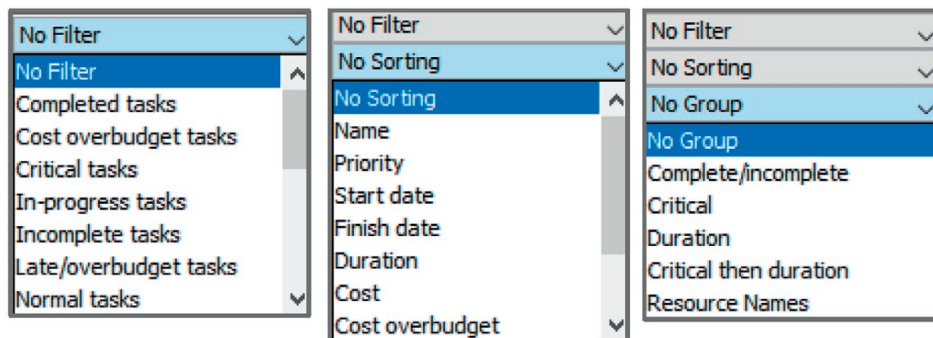 No Filter
No Filter
Completed tasks
Cost overbudget tasks
Critical tasks
In-progress tasks
Incomplete tasks
Late/overbudget tasks
Normal tasks
No Filter
No Sorting
No Sorting
Name
Priority
Start date
Finish date
Duration
Cost
Cost overbudget
No Filter
No Sorting
No Group
No Group
Complete/incomplete
Critical
Duration
Critical then duration
Resource Names